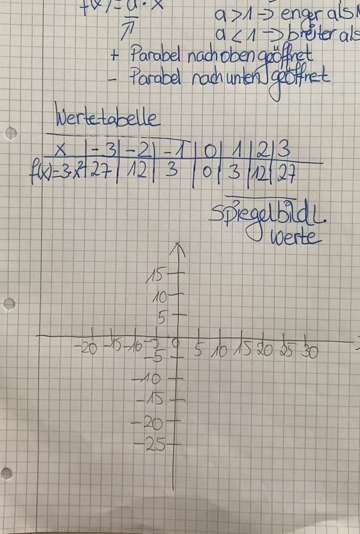 f(x) = a · x
a > 1 → enger als
a < 1 → breiter als
+ Parabel nach oben geöffnet
- Parabel nach unten geöffnet
Wertetabelle
x | -3 | -2 | -1 | 0 | 1 | 2 | 3
f(x)=3x² | 27 | 12 | 3 | 0 | 3 | 12 | 27
Spiegelbildl.
Werte
15
10
5
-20 -15 -10 -5 0 5 10 15 20 25 30
-5
-10
-15
-20
-25